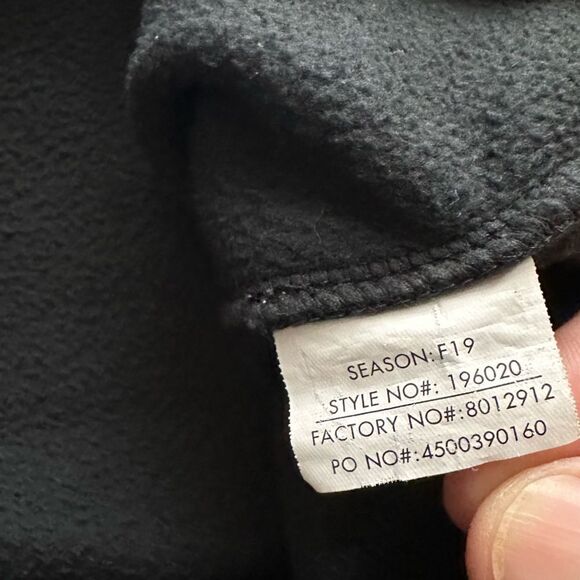 SEASON: F19
STYLE NO#: 196020
FACTORY NO#:8012912
PO NO#:4500390160